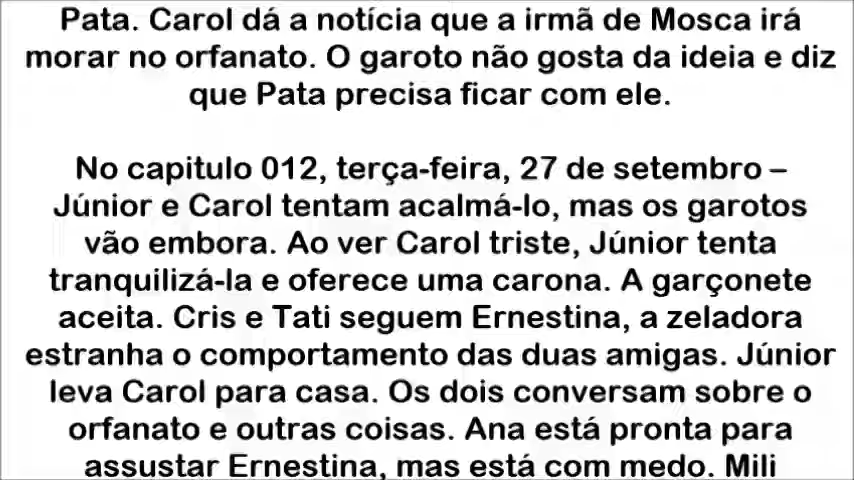 Pata. Carol dá a notícia que a irmã de Mosca irá
morar no orfanato. O garoto não gosta da ideia e diz
que Pata precisa ficar com ele.
No capitulo 012, terça-feira, 27 de setembro –
Júnior e Carol tentam acalmá-lo, mas os garotos
vão embora. Ao ver Carol triste, Júnior tenta
tranquilizá-la e oferece uma carona. A garçonete
aceita. Cris e Tati seguem Ernestina, a zeladora
estranha o comportamento das duas amigas. Júnior
leva Carol para casa. Os dois conversam sobre o
orfanato e outras coisas. Ana está pronta para
assustar Ernestina, mas está com medo. Mili